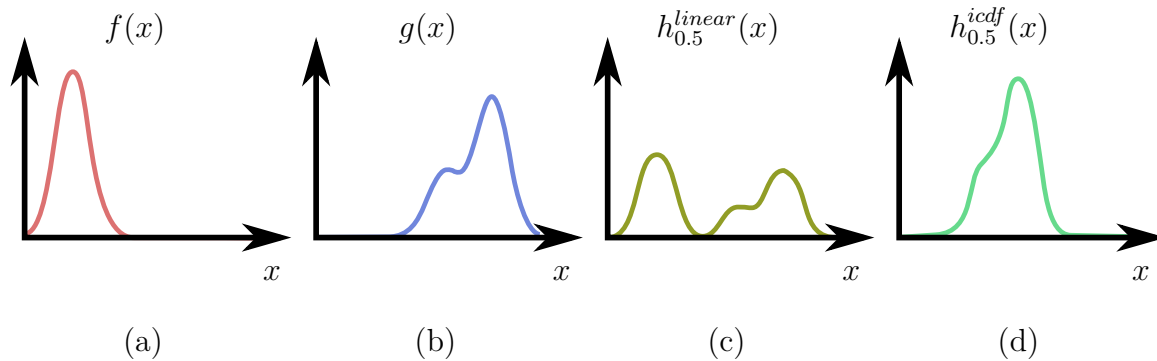 f(x) g(x) h_{0.5}^{linear}(x) h_{0.5}^{icdf}(x)
x x x x
(a) (b) (c) (d)